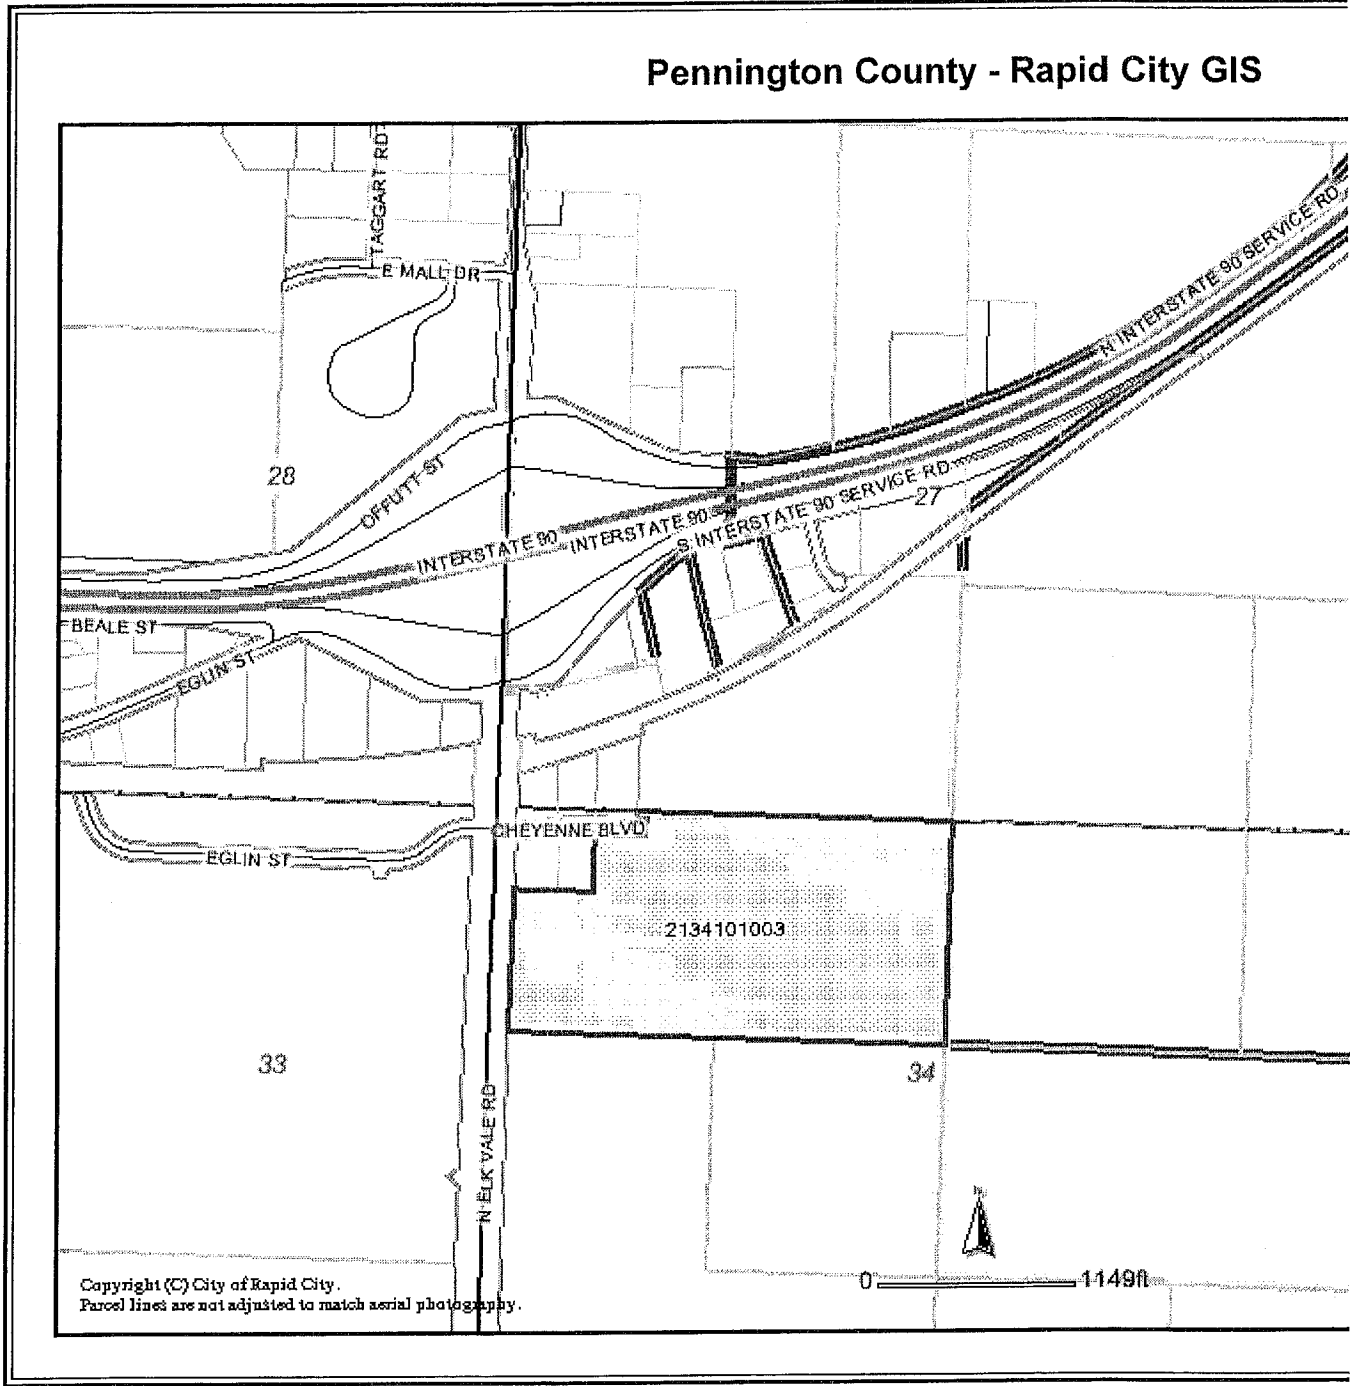 Pennington County - Rapid City GIS
TAGGART RD
E MALL DR
N INTERSTATE 90 SERVICE RD
28
OFFUTT ST
INTERSTATE 90
INTERSTATE 90
S INTERSTATE 90 SERVICE RD
27
BEALE ST
EGLIN ST
CHEYENNE BLVD
EGLIN ST
2134101003
33
34
N ELK VALE RD
N
0
1149ft
Copyright (C) City of Rapid City.
Parcel lines are not adjusted to match aerial photography.